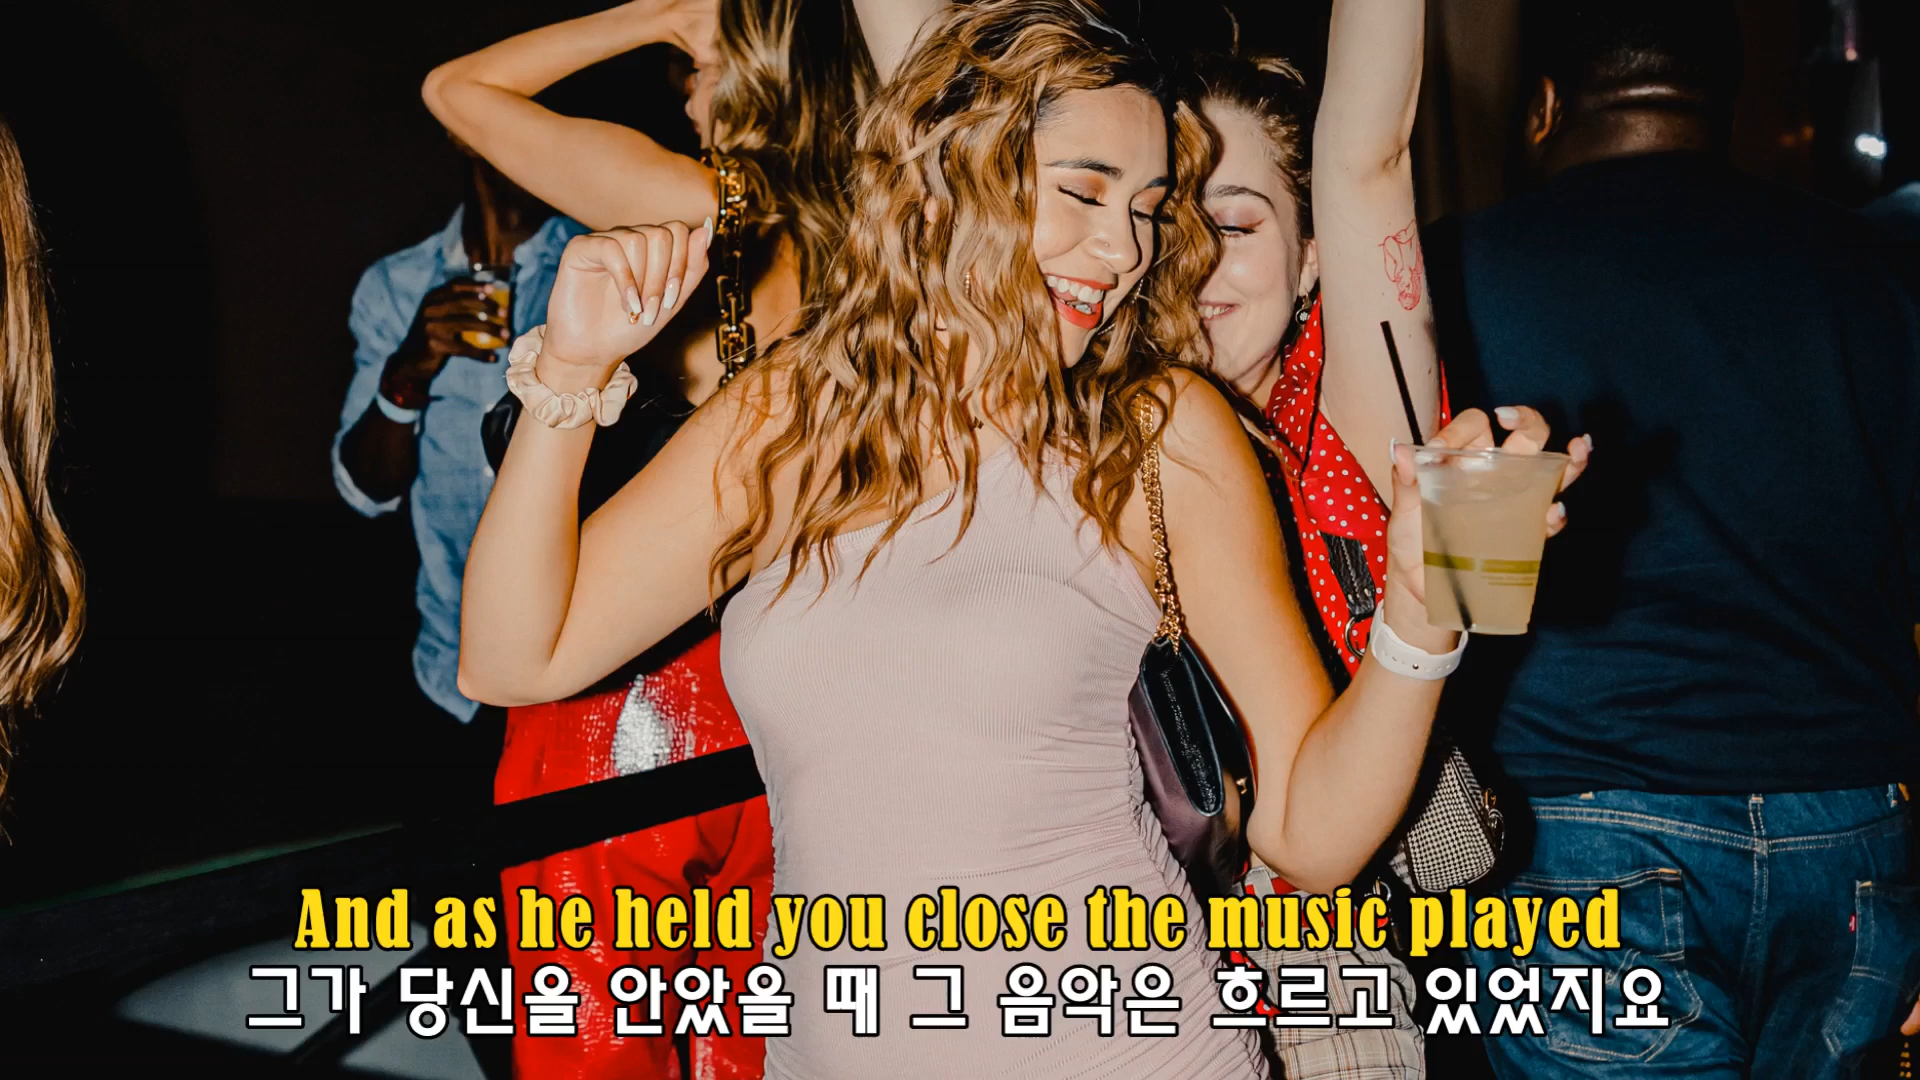 And as he held you close the music played
그가 당신을 안았을 때 그 음악은 흐르고 있었지요